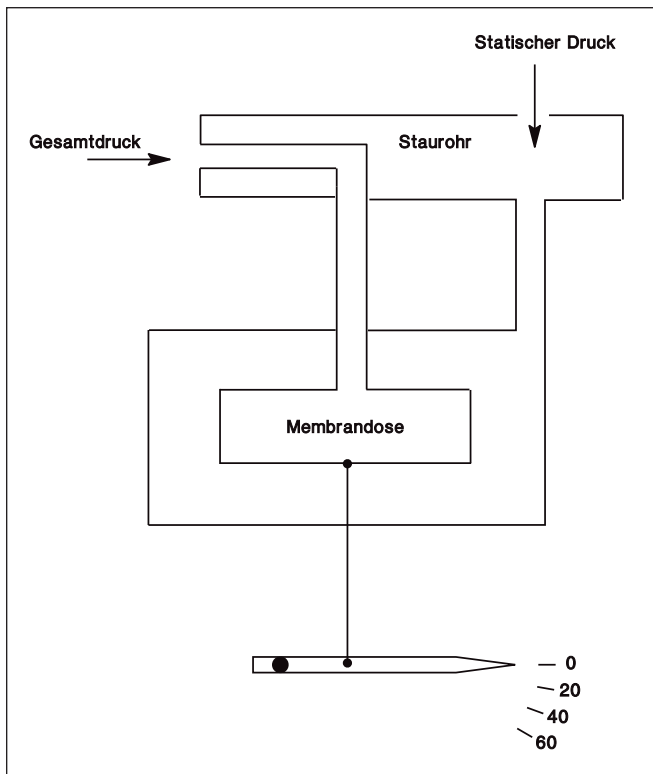 Statischer Druck
Gesamtdruck
Staurohr
Membrandose
0
20
40
60